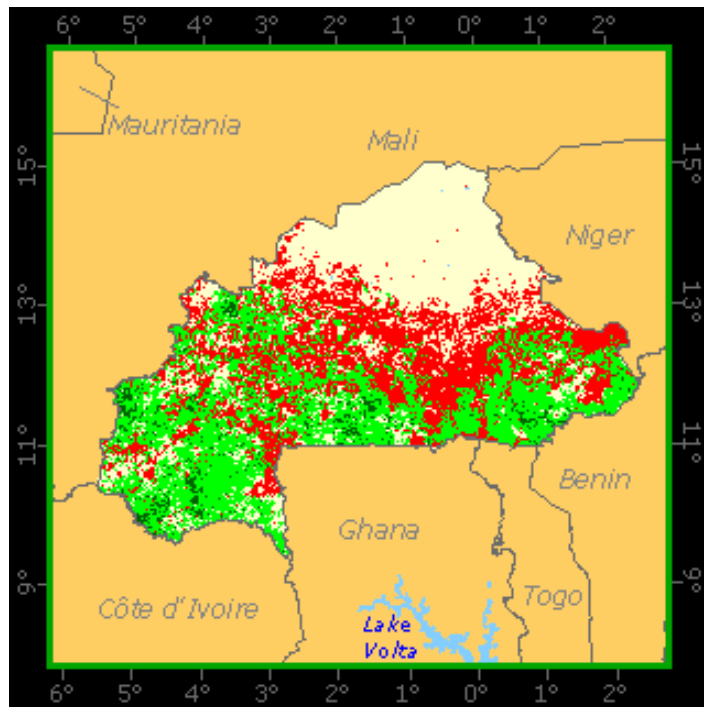 6° 5° 4° 3° 2° 1° 0° 1° 2°
Mauritania
Mali
15° 15°
Niger
13° 13°
11° 11°
Benin
Ghana
9° 9°
Togo
Côte d'Ivoire
Lake
Volta
6° 5° 4° 3° 2° 1° 0° 1° 2°